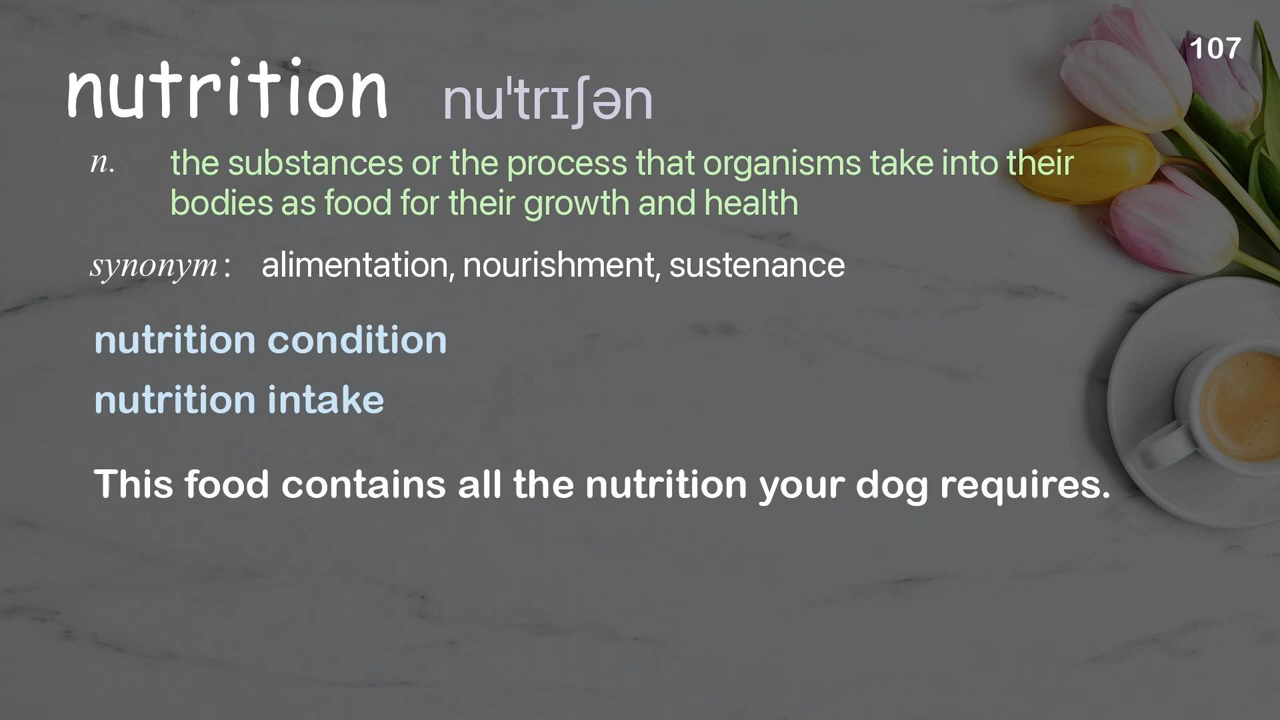 107
nutrition nuˈtrɪʃən
n. the substances or the process that organisms take into their
bodies as food for their growth and health
synonym: alimentation, nourishment, sustenance
nutrition condition
nutrition intake
This food contains all the nutrition your dog requires.